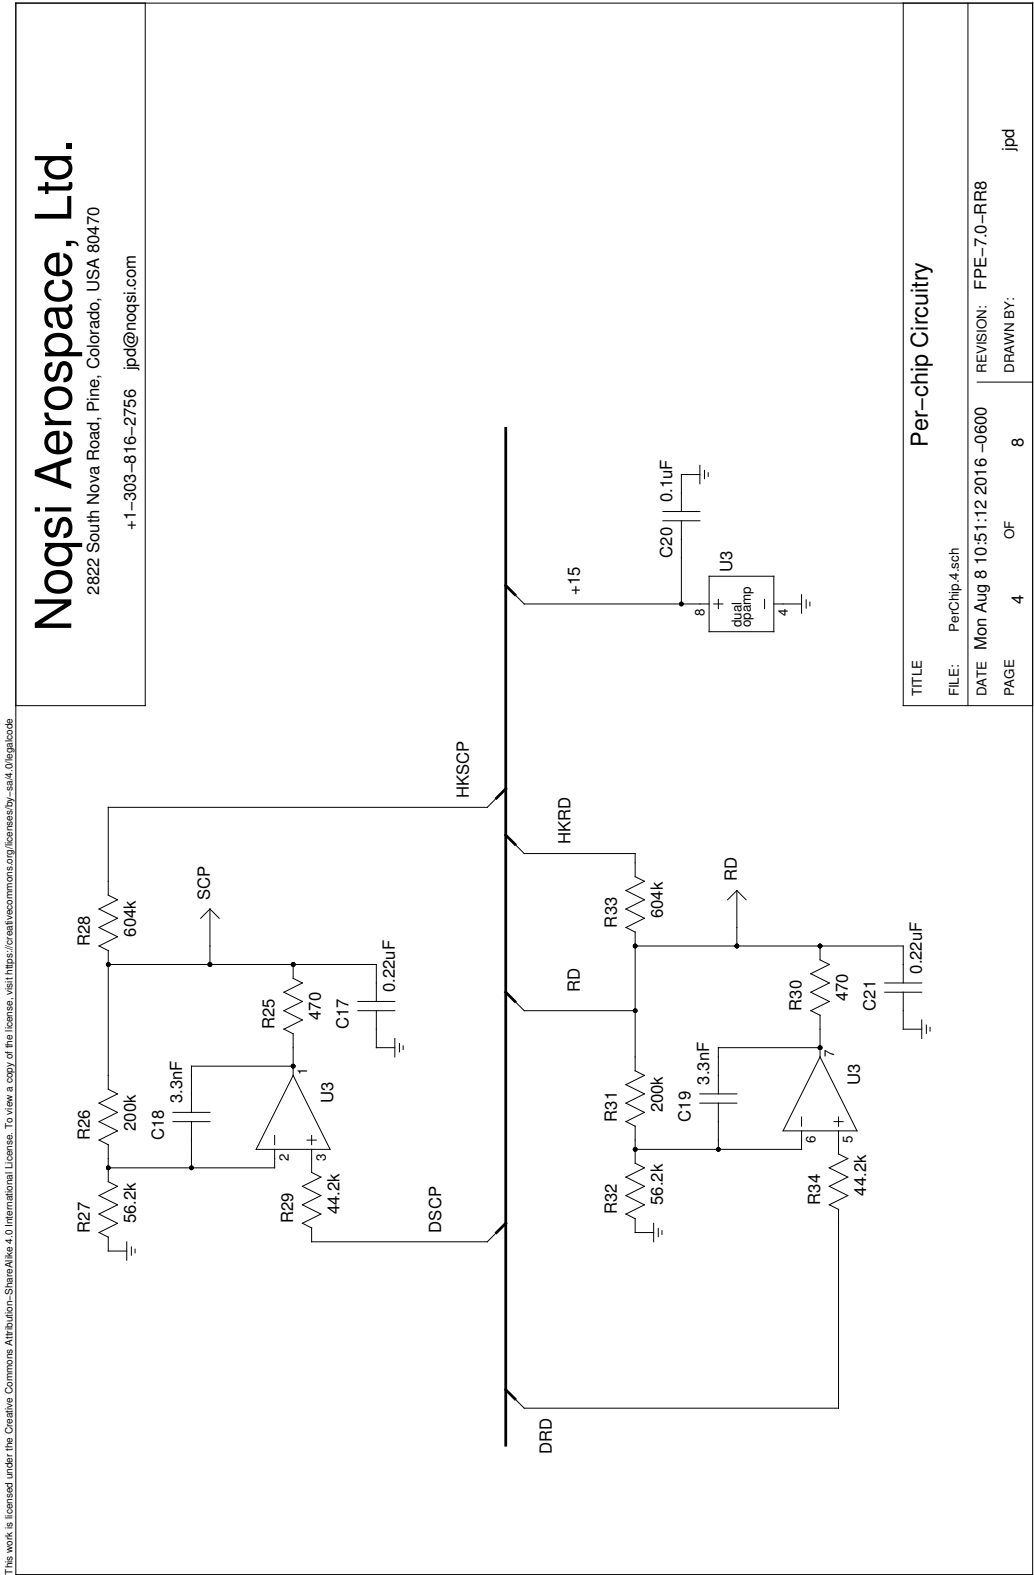 This work is licensed under the Creative Commons Attribution−ShareAlike 4.0 International License. To view a copy of the license, visit https://creativecommons.org/licenses/by−sa/4.0/legalcode
Noqsi Aerospace, Ltd.
2822 South Nova Road, Pine, Colorado, USA 80470
+1−303−816−2756 jpd@noqsi.com
R27
56.2k
R26
200k
R28
604k
C18
3.3nF
SCP
2
3
1
U3
R25
470
R29
44.2k
C17
0.22uF
DSCP
HKSCP
DRD
RD
HKRD
+15
R32
56.2k
R31
200k
R33
604k
C19
3.3nF
RD
6
5
7
U3
R30
470
R34
44.2k
C21
0.22uF
C20
0.1uF
8
+
dual
opamp
−
4
U3
TITLE
Per−chip Circuitry
FILE: PerChip.4.sch
DATE Mon Aug 8 10:51:12 2016 −0600
REVISION: FPE−7.0−RR8
PAGE 4 OF 8
DRAWN BY: jpd